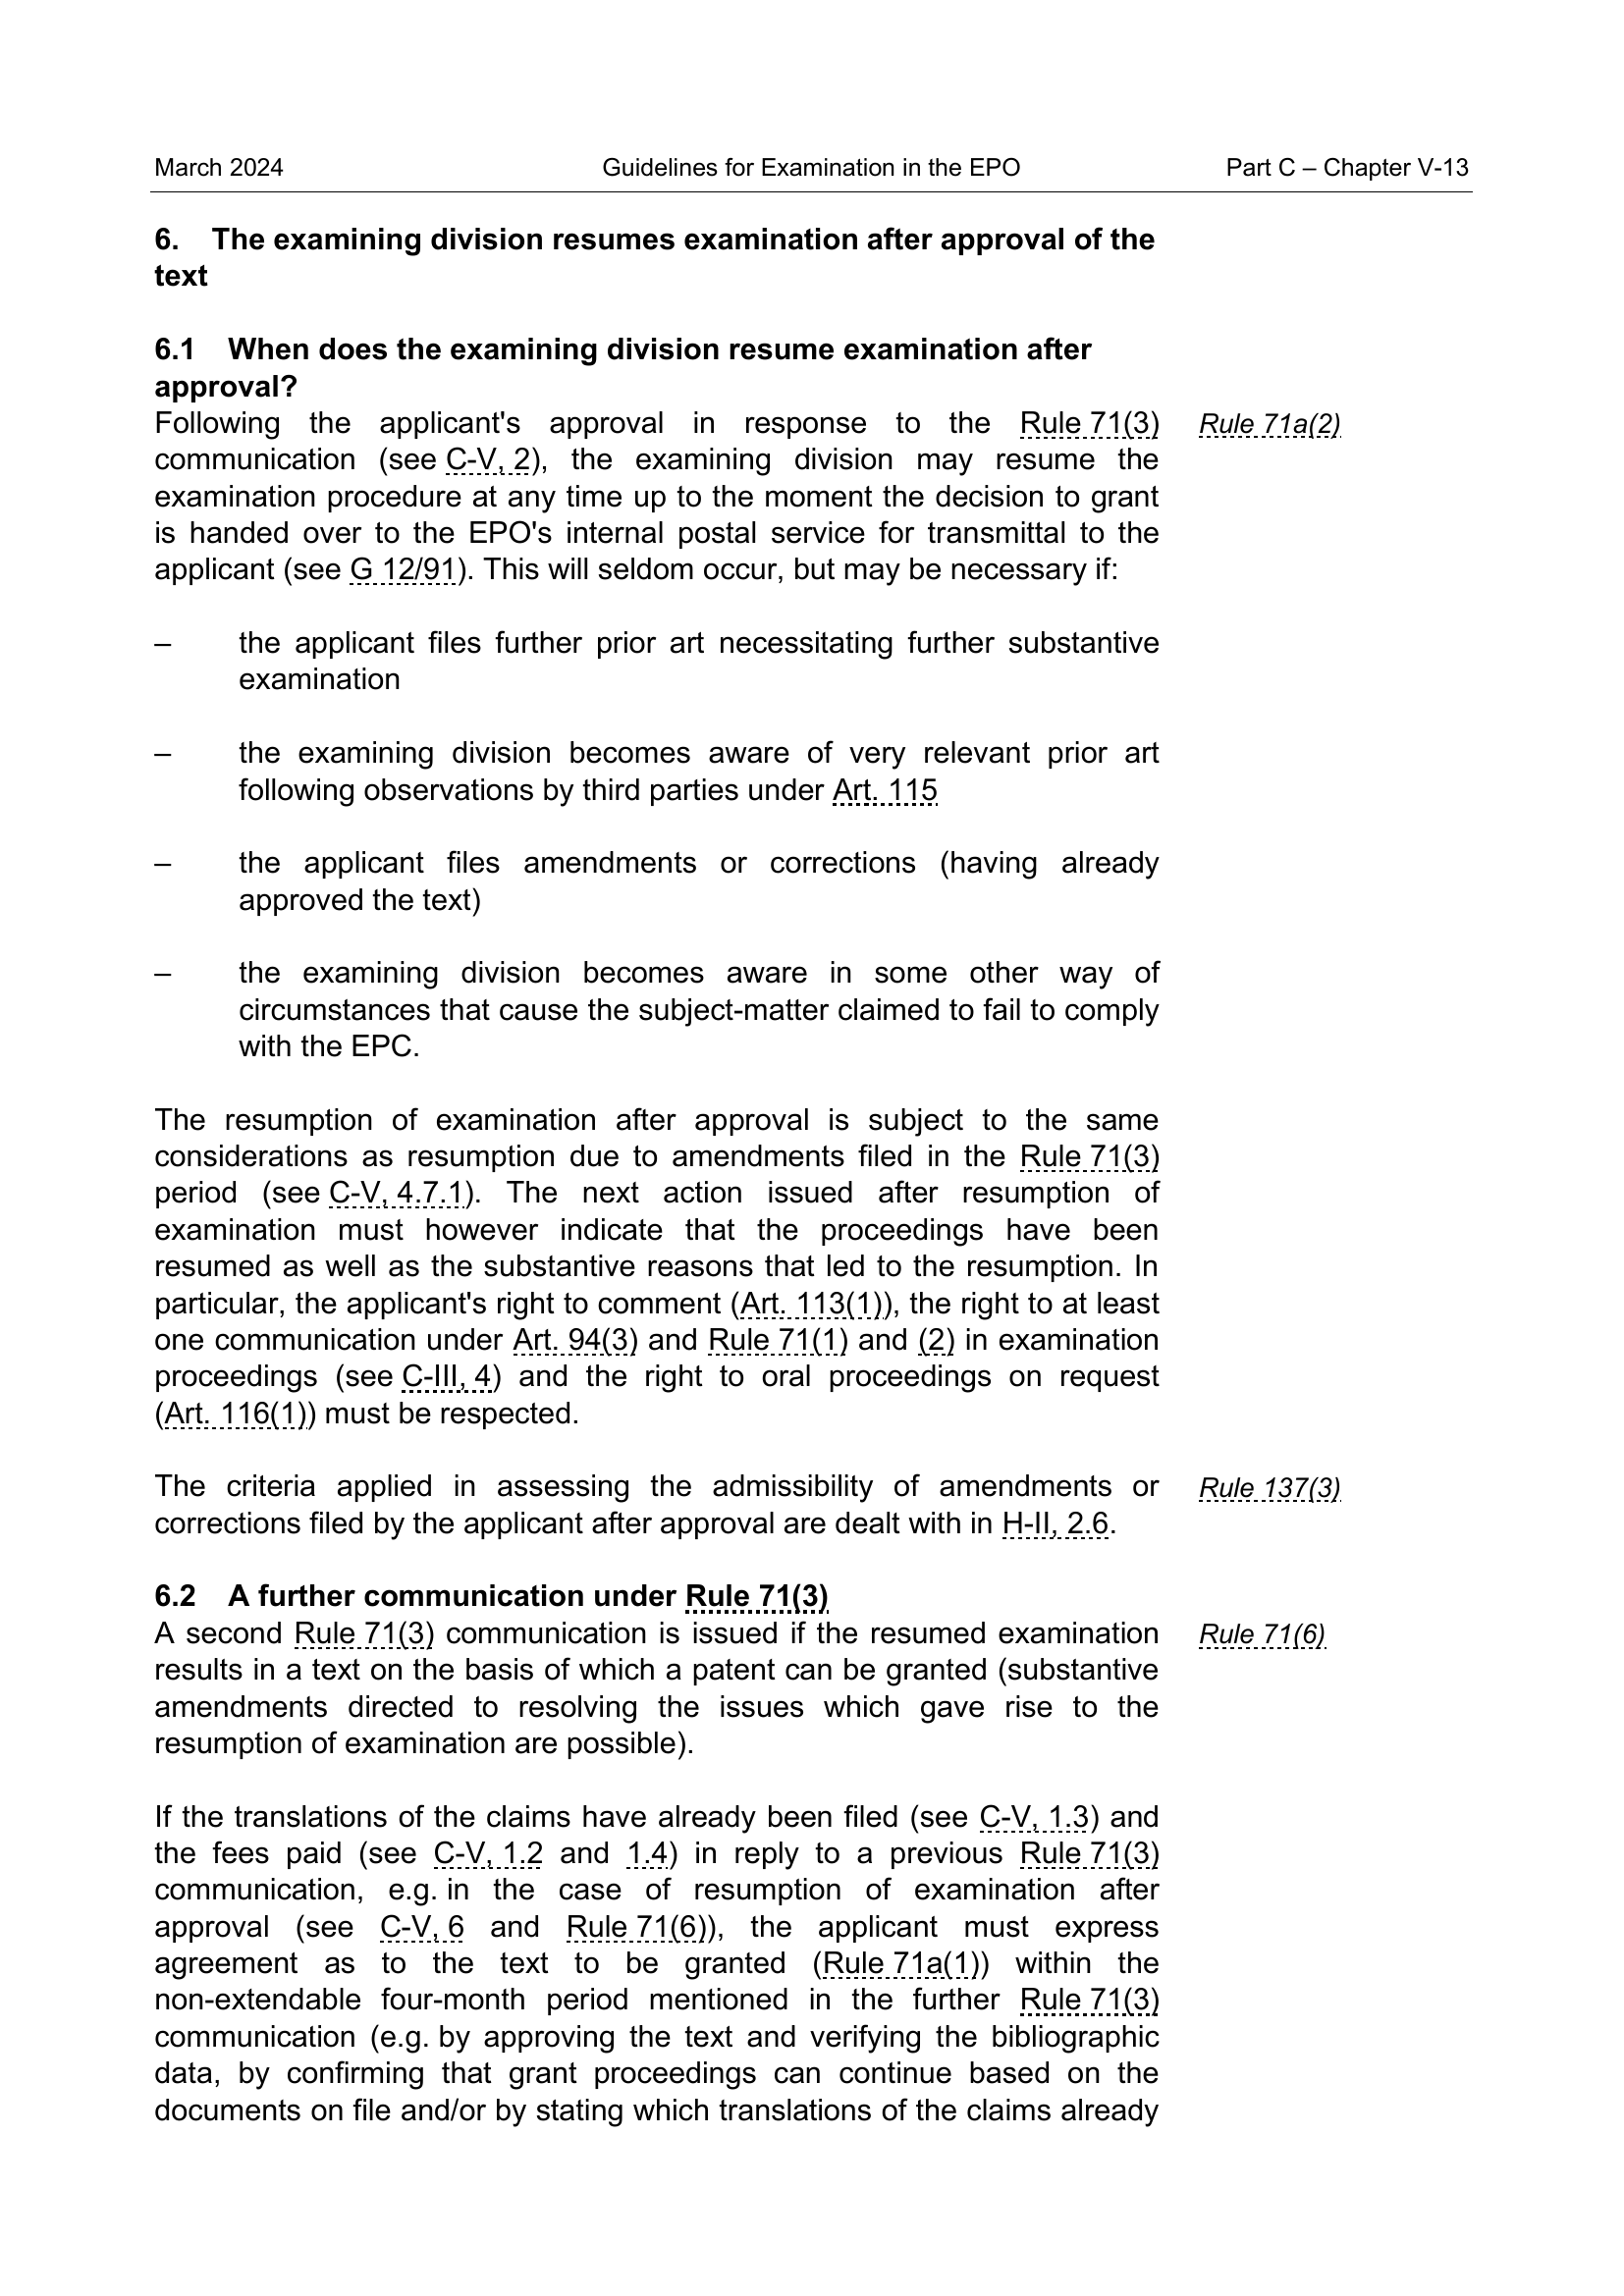 March 2024 Guidelines for Examination in the EPO Part C – Chapter V-13
6. The examining division resumes examination after approval of the
text
6.1 When does the examining division resume examination after
approval?
Following the applicant's approval in response to the Rule 71(3) Rule 71a(2)
communication (see C-V, 2), the examining division may resume the
examination procedure at any time up to the moment the decision to grant
is handed over to the EPO's internal postal service for transmittal to the
applicant (see G 12/91). This will seldom occur, but may be necessary if:
– the applicant files further prior art necessitating further substantive
examination
– the examining division becomes aware of very relevant prior art
following observations by third parties under Art. 115
– the applicant files amendments or corrections (having already
approved the text)
– the examining division becomes aware in some other way of
circumstances that cause the subject-matter claimed to fail to comply
with the EPC.
The resumption of examination after approval is subject to the same
considerations as resumption due to amendments filed in the Rule 71(3)
period (see C-V, 4.7.1). The next action issued after resumption of
examination must however indicate that the proceedings have been
resumed as well as the substantive reasons that led to the resumption. In
particular, the applicant's right to comment (Art. 113(1)), the right to at least
one communication under Art. 94(3) and Rule 71(1) and (2) in examination
proceedings (see C-III, 4) and the right to oral proceedings on request
(Art. 116(1)) must be respected.
The criteria applied in assessing the admissibility of amendments or Rule 137(3)
corrections filed by the applicant after approval are dealt with in H-II, 2.6.
6.2 A further communication under Rule 71(3)
A second Rule 71(3) communication is issued if the resumed examination Rule 71(6)
results in a text on the basis of which a patent can be granted (substantive
amendments directed to resolving the issues which gave rise to the
resumption of examination are possible).
If the translations of the claims have already been filed (see C-V, 1.3) and
the fees paid (see C-V, 1.2 and 1.4) in reply to a previous Rule 71(3)
communication, e.g. in the case of resumption of examination after
approval (see C-V, 6 and Rule 71(6)), the applicant must express
agreement as to the text to be granted (Rule 71a(1)) within the
non-extendable four-month period mentioned in the further Rule 71(3)
communication (e.g. by approving the text and verifying the bibliographic
data, by confirming that grant proceedings can continue based on the
documents on file and/or by stating which translations of the claims already